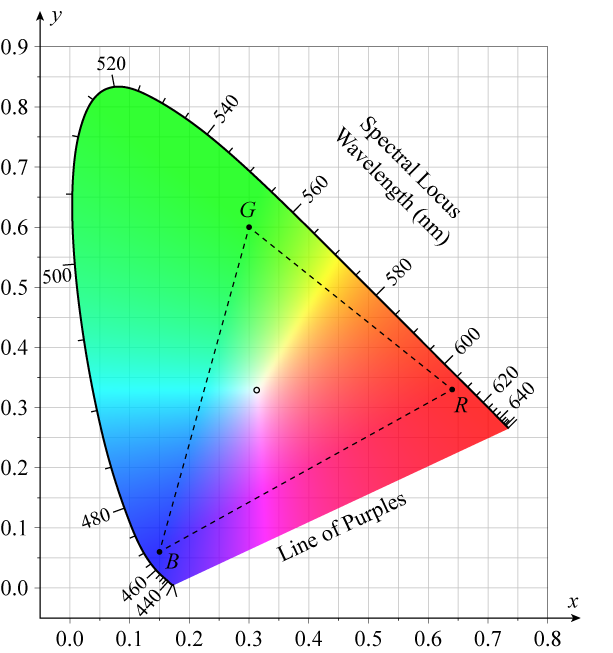 y
0.9
0.8
0.7
0.6
0.5
0.4
0.3
0.2
0.1
0.0
520
540
Spectral Locus
Wavelength (nm)
560
G
500
580
600
620
640
R
480
Line of Purples
B
460
440
x
0.0 0.1 0.2 0.3 0.4 0.5 0.6 0.7 0.8